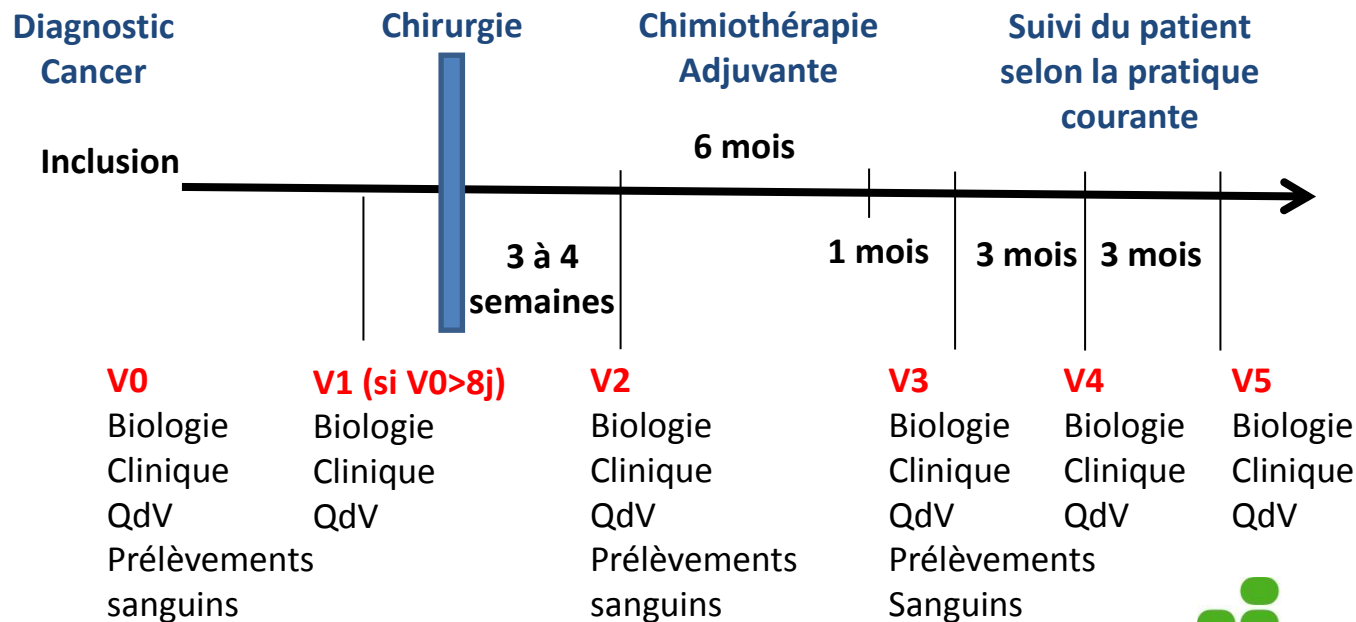 Diagnostic
Cancer
Chirurgie
Chimiothérapie
Adjuvante
Suivi du patient
selon la pratique
courante
Inclusion
6 mois
3 à 4
semaines
1 mois
3 mois
3 mois
V0
Biologie
Clinique
QdV
Prélèvements
sanguins
V1 (si V0>8j)
Biologie
Clinique
QdV
V2
Biologie
Clinique
QdV
Prélèvements
sanguins
V3
Biologie
Clinique
QdV
Prélèvements
Sanguins
V4
Biologie
Clinique
QdV
V5
Biologie
Clinique
QdV